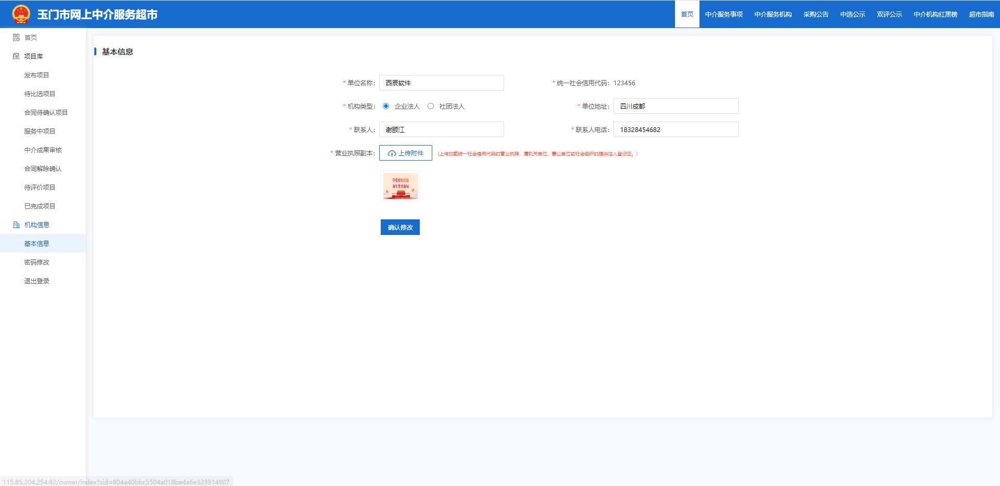 玉门市网上中介服务超市
首页 中介服务事项 中介服务机构 采购公告 中选公示 双评公示 中介机构红黑榜 超市指南
首页
项目库
发布项目
待比选项目
合同待确认项目
服务中项目
中介成果审核
合同解除确认
待评价项目
已完成项目
机构信息
基本信息
密码修改
退出登录
基本信息
* 单位名称： 西辰软件 * 统一社会信用代码： 123456
* 机构类型： 企业法人 社团法人 * 单位地址： 四川成都
* 联系人： 谢颐江 * 联系人电话： 18328454682
* 营业执照副本： 上传附件 （上传加载统一社会信用代码的营业执照，属机关单位、事业单位或社会组织的提供法人登记证。）
确认修改
115.85.204.254:82/owner/index?sid=804a40bbc5504a018be4a6e323914907